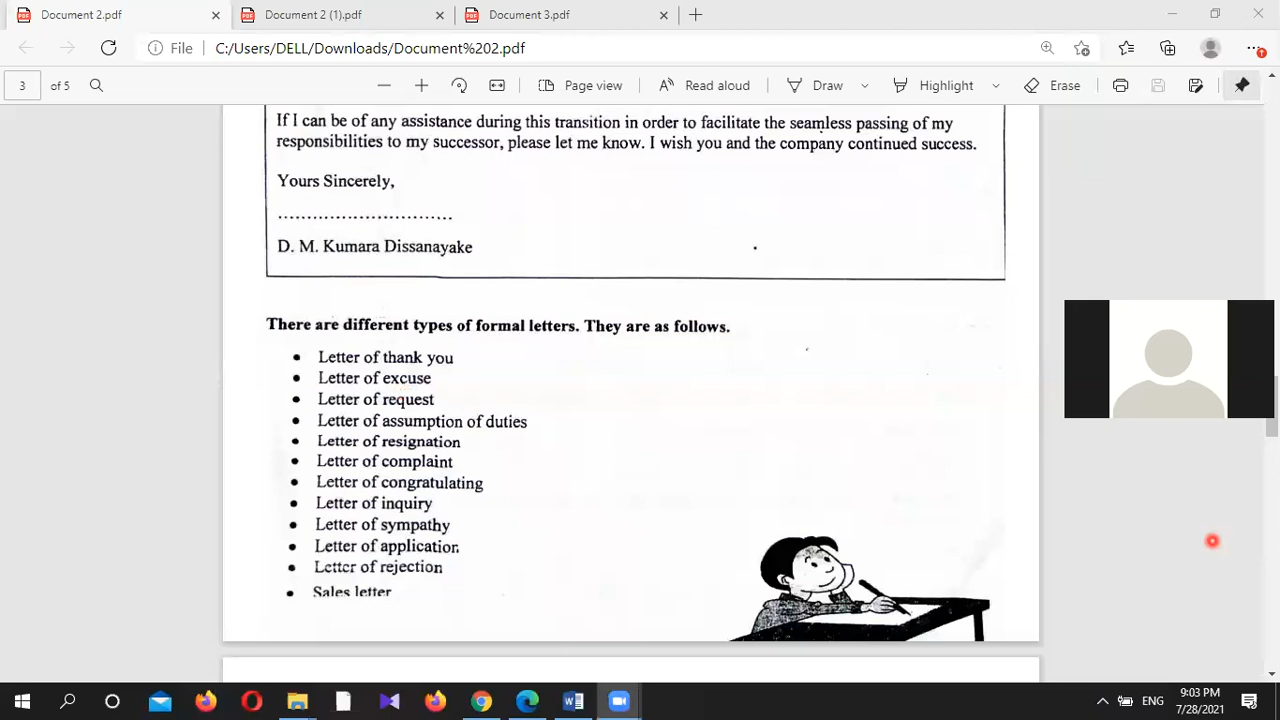 Document 2.pdf
Document 2 (1).pdf
Document 3.pdf
File
C:/Users/DELL/Downloads/Document%202.pdf
3 of 5
Page view
Read aloud
Draw
Highlight
Erase
If I can be of any assistance during this transition in order to facilitate the seamless passing of my
responsibilities to my successor, please let me know. I wish you and the company continued success.
Yours Sincerely,
..............................
D. M. Kumara Dissanayake
There are different types of formal letters. They are as follows.
• Letter of thank you
• Letter of excuse
• Letter of request
• Letter of assumption of duties
• Letter of resignation
• Letter of complaint
• Letter of congratulating
• Letter of inquiry
• Letter of sympathy
• Letter of application
• Letter of rejection
• Sales letter
ENG
9:03 PM
7/28/2021